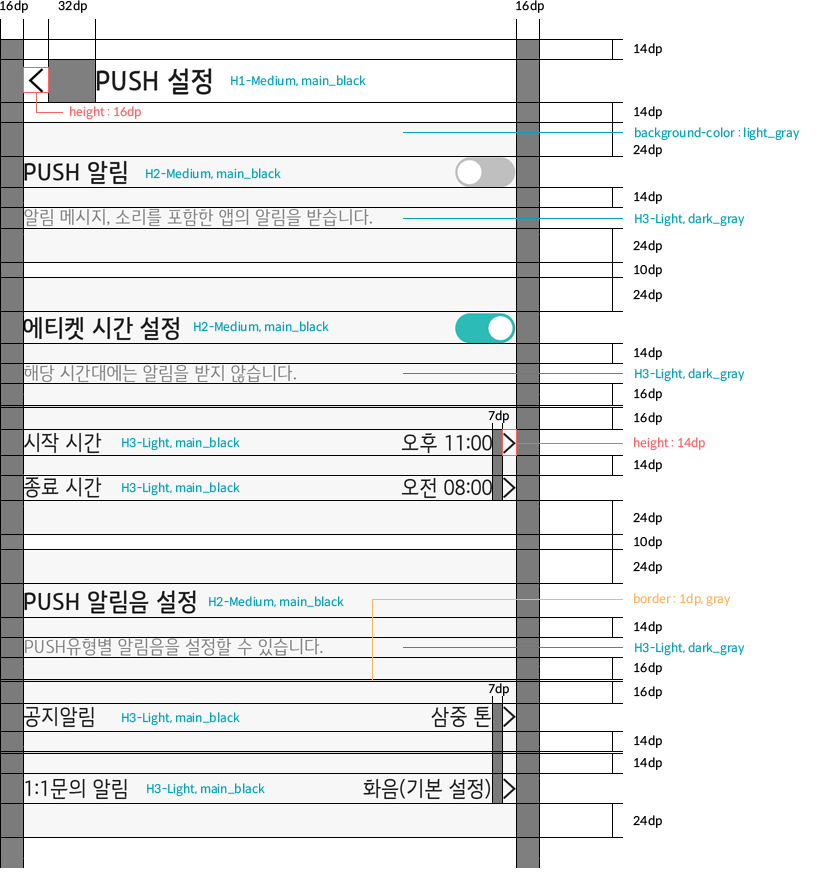 16dp 32dp 16dp
14dp
PUSH 설정 H1-Medium, main_black
height: 16dp 14dp
background-color : light_gray
24dp
PUSH 알림 H2-Medium, main_black
14dp
알림 메시지, 소리를 포함한 앱의 알림을 받습니다. H3-Light, dark_gray
24dp
10dp
24dp
에티켓 시간 설정 H2-Medium, main_black
14dp
해당 시간대에는 알림을 받지 않습니다. H3-Light, dark_gray
16dp
7dp 16dp
시작 시간 H3-Light, main_black 오후 11:00 height: 14dp
14dp
종료 시간 H3-Light, main_black 오전 08:00
24dp
10dp
24dp
PUSH 알림음 설정 H2-Medium, main_black border: 1dp, gray
14dp
PUSH유형별 알림음을 설정할 수 있습니다. H3-Light, dark_gray
16dp
7dp 16dp
공지알림 H3-Light, main_black 삼중 톤
14dp
14dp
1:1문의 알림 H3-Light, main_black 화음(기본 설정)
24dp